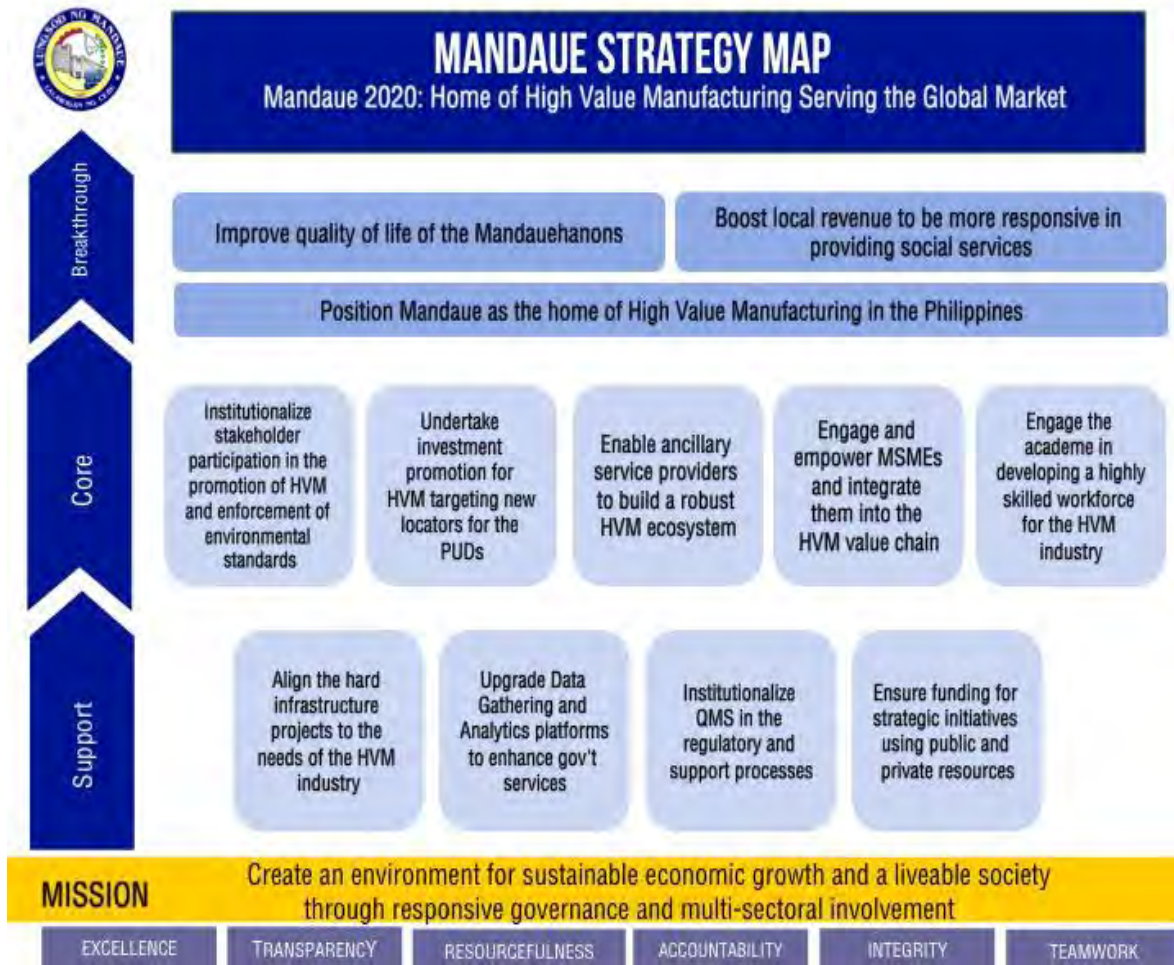 LUNGSOD NG MANDAUE
MANDAUE STRATEGY MAP
Mandaue 2020: Home of High Value Manufacturing Serving the Global Market
Breakthrough
Improve quality of life of the Mandauehanons
Boost local revenue to be more responsive in
providing social services
Position Mandaue as the home of High Value Manufacturing in the Philippines
Core
Institutionalize
stakeholder
participation in the
promotion of HVM
and enforcement of
environmental
standards
Undertake
investment
promotion for
HVM targeting new
locators for the
PUDs
Enable ancillary
service providers
to build a robust
HVM ecosystem
Engage and
empower MSMEs
and integrate
them into the
HVM value chain
Engage the
academe in
developing a highly
skilled workforce
for the HVM
industry
Support
Align the hard
infrastructure
projects to the
needs of the HVM
industry
Upgrade Data
Gathering and
Analytics platforms
to enhance gov't
services
Institutionalize
QMS in the
regulatory and
support processes
Ensure funding for
strategic initiatives
using public and
private resources
MISSION
Create an environment for sustainable economic growth and a liveable society
through responsive governance and multi-sectoral involvement
EXCELLENCE
TRANSPARENCY
RESOURCEFULNESS
ACCOUNTABILITY
INTEGRITY
TEAMWORK